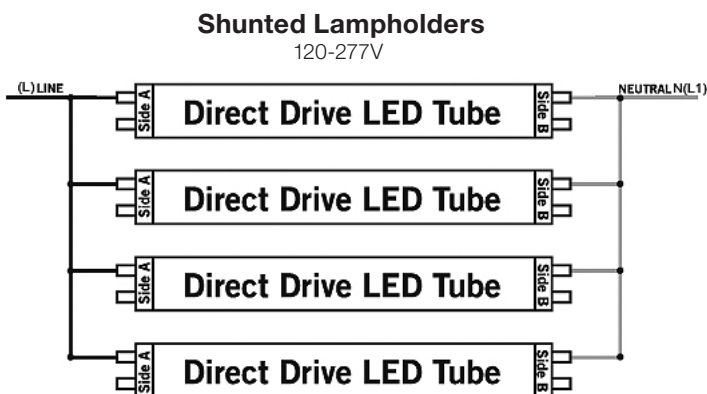 Shunted Lampholders
120-277V
(L) LINE
NEUTRAL N(L1)
Side A Direct Drive LED Tube Side B
Side A Direct Drive LED Tube Side B
Side A Direct Drive LED Tube Side B
Side A Direct Drive LED Tube Side B